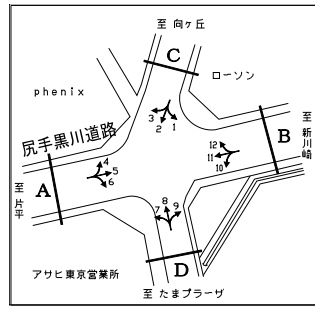 至 向ヶ丘
C
ローソン
phenix
尻手黒川道路
3
2
1
至 新川崎
B
12
11
10
4
5
6
A
至 片平
7
8
9
アサヒ東京営業所
D
至 たまプラーザ